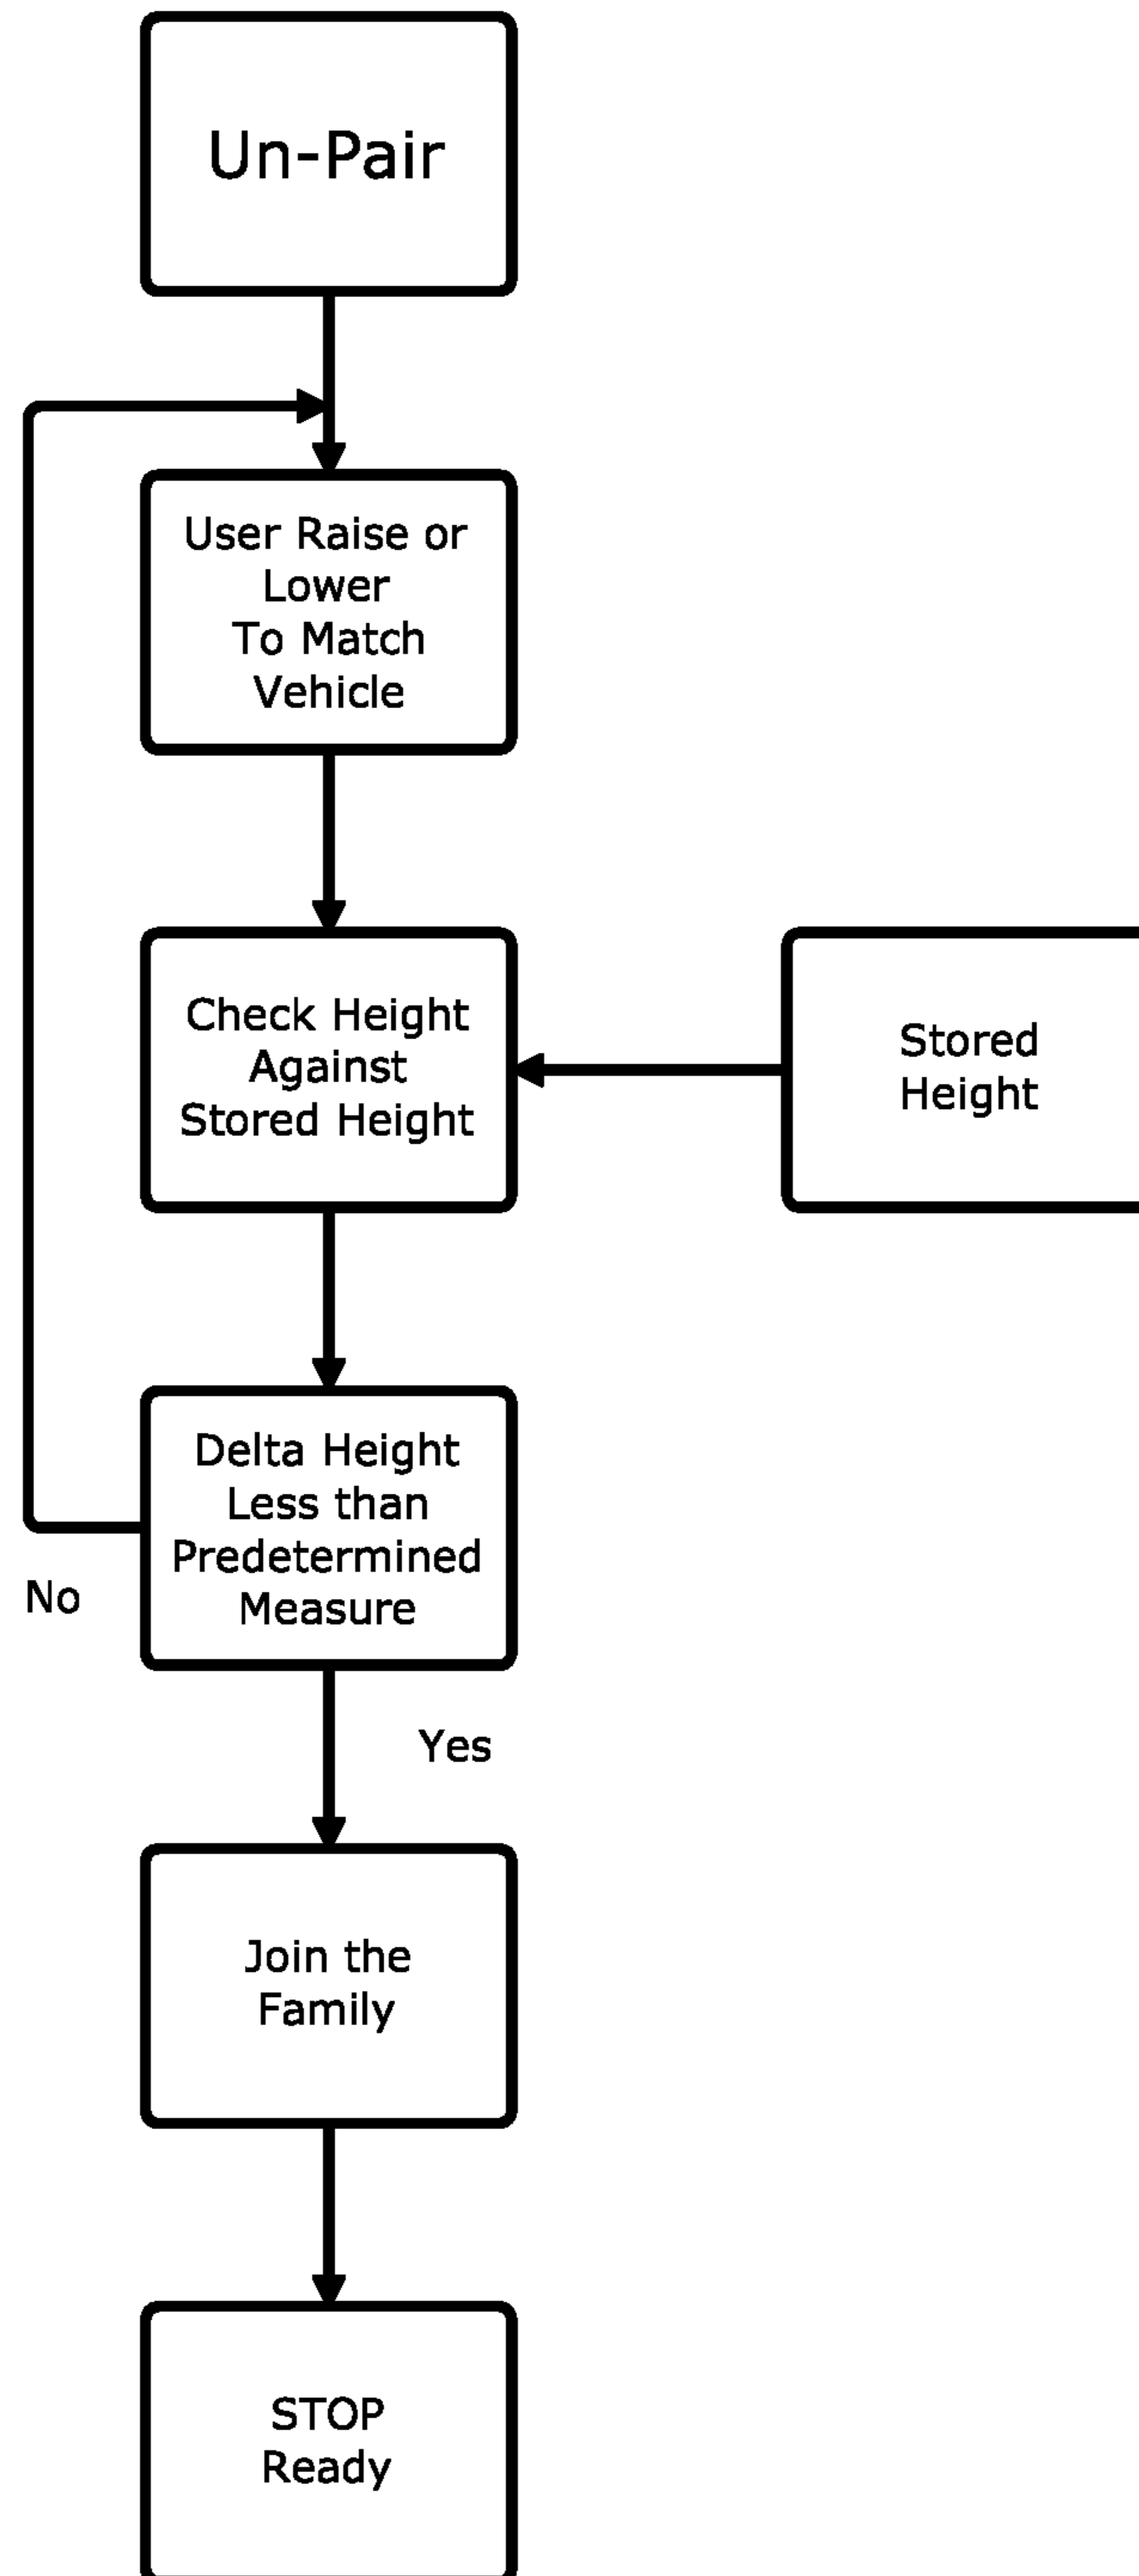 Un-Pair
User Raise or
Lower
To Match
Vehicle
Check Height
Against
Stored Height
Stored
Height
Delta Height
Less than
Predetermined
Measure
No
Yes
Join the
Family
STOP
Ready